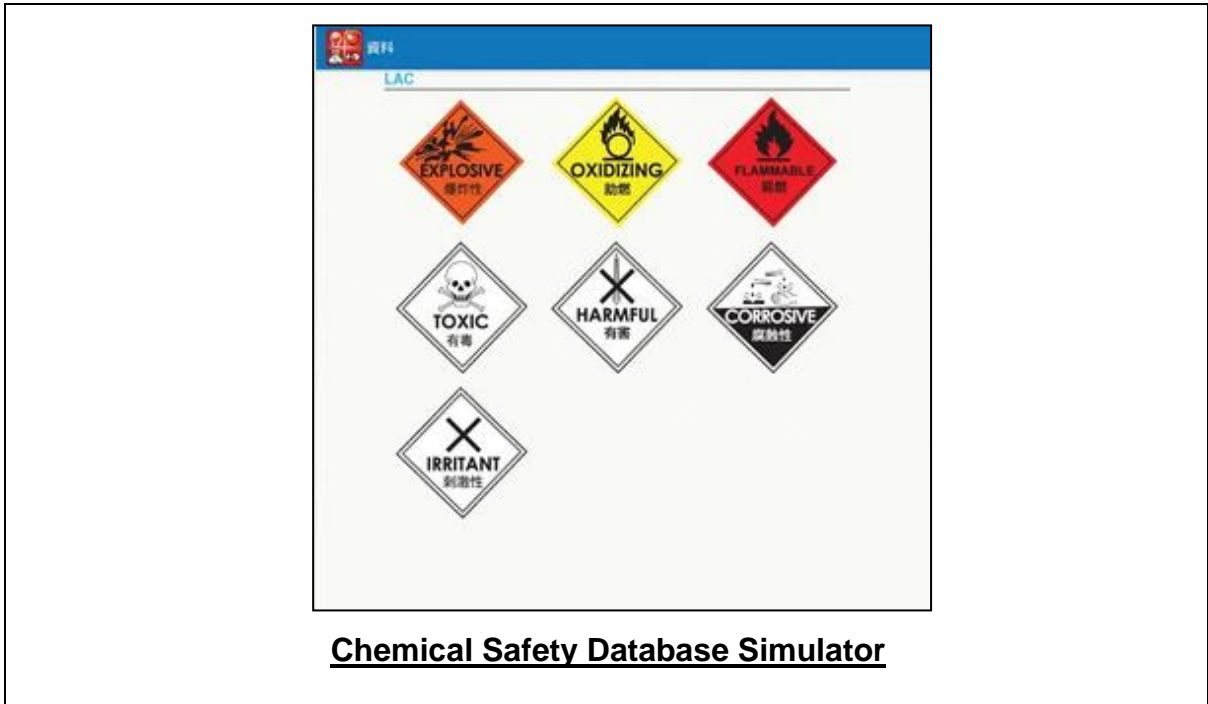 資料
LAC
EXPLOSIVE
爆炸性
OXIDIZING
助燃
FLAMMABLE
易燃
TOXIC
有毒
HARMFUL
有害
CORROSIVE
腐蝕性
IRRITANT
刺激性
Chemical Safety Database Simulator